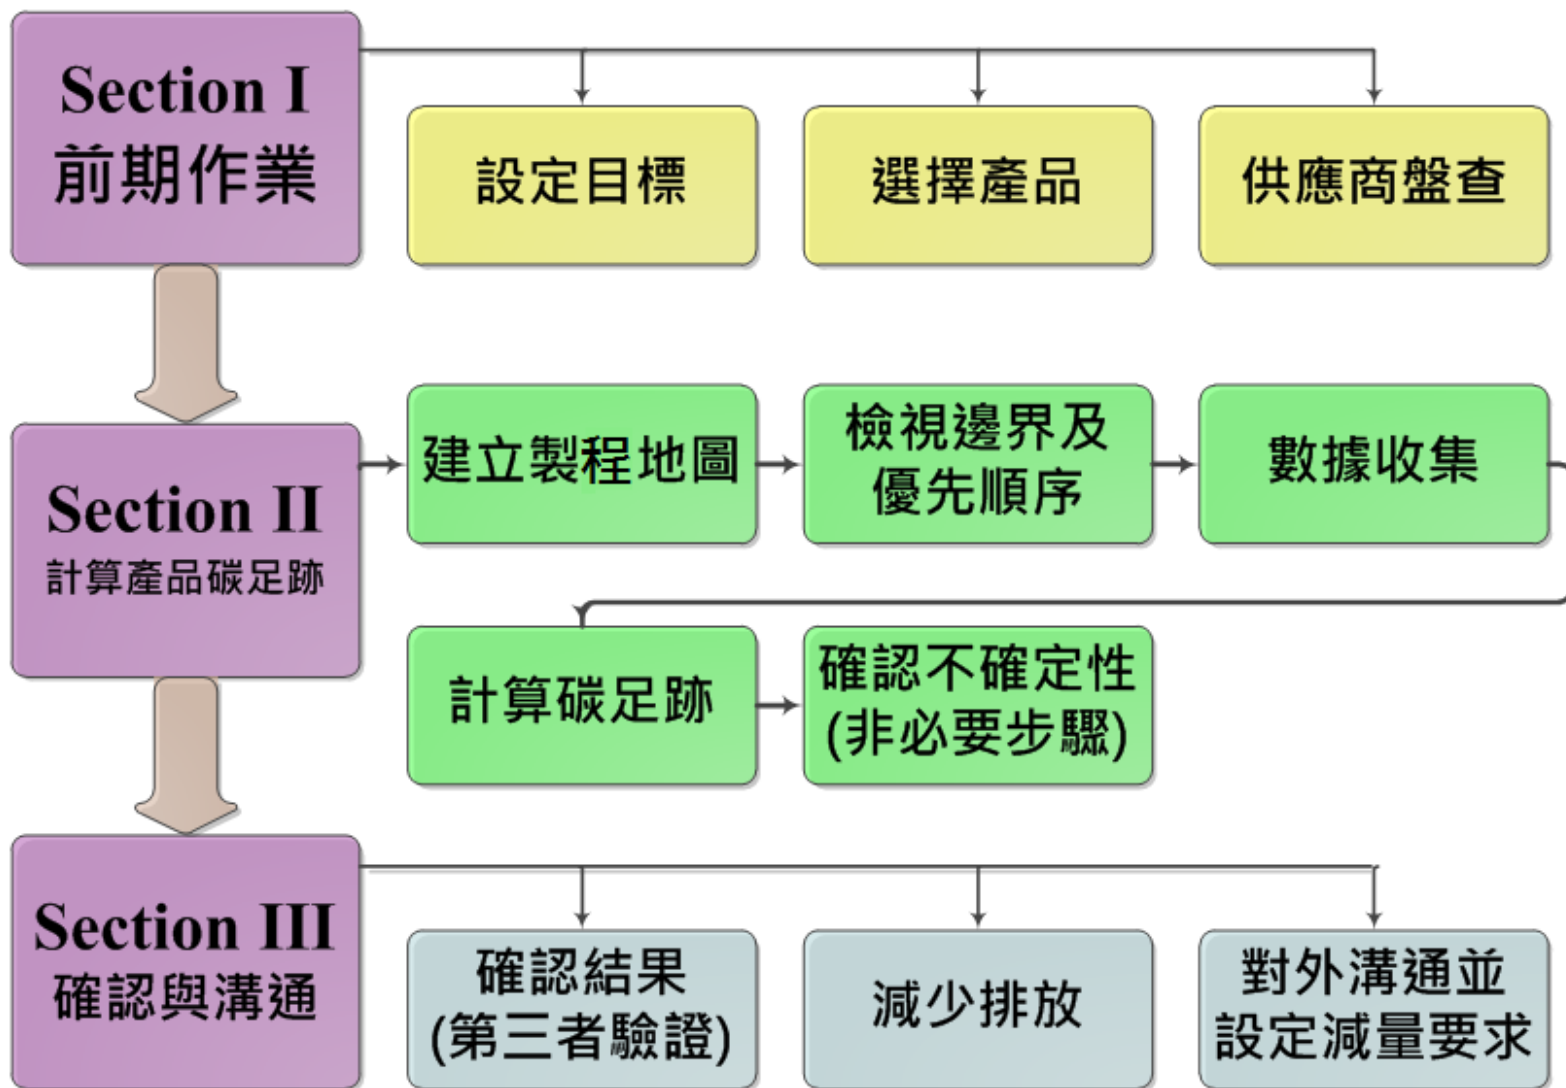 Section I
前期作業
設定目標
選擇產品
供應商盤查
Section II
計算產品碳足跡
建立製程地圖
檢視邊界及
優先順序
數據收集
計算碳足跡
確認不確定性
(非必要步驟)
Section III
確認與溝通
確認結果
(第三者驗證)
減少排放
對外溝通並
設定減量要求